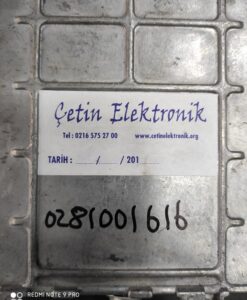 Çetin Elektronik
Tel : 0216 575 27 00 www.cetinelektronik.org
TARİH : / / 201
0281001616
REDMI NOTE 9 PRO